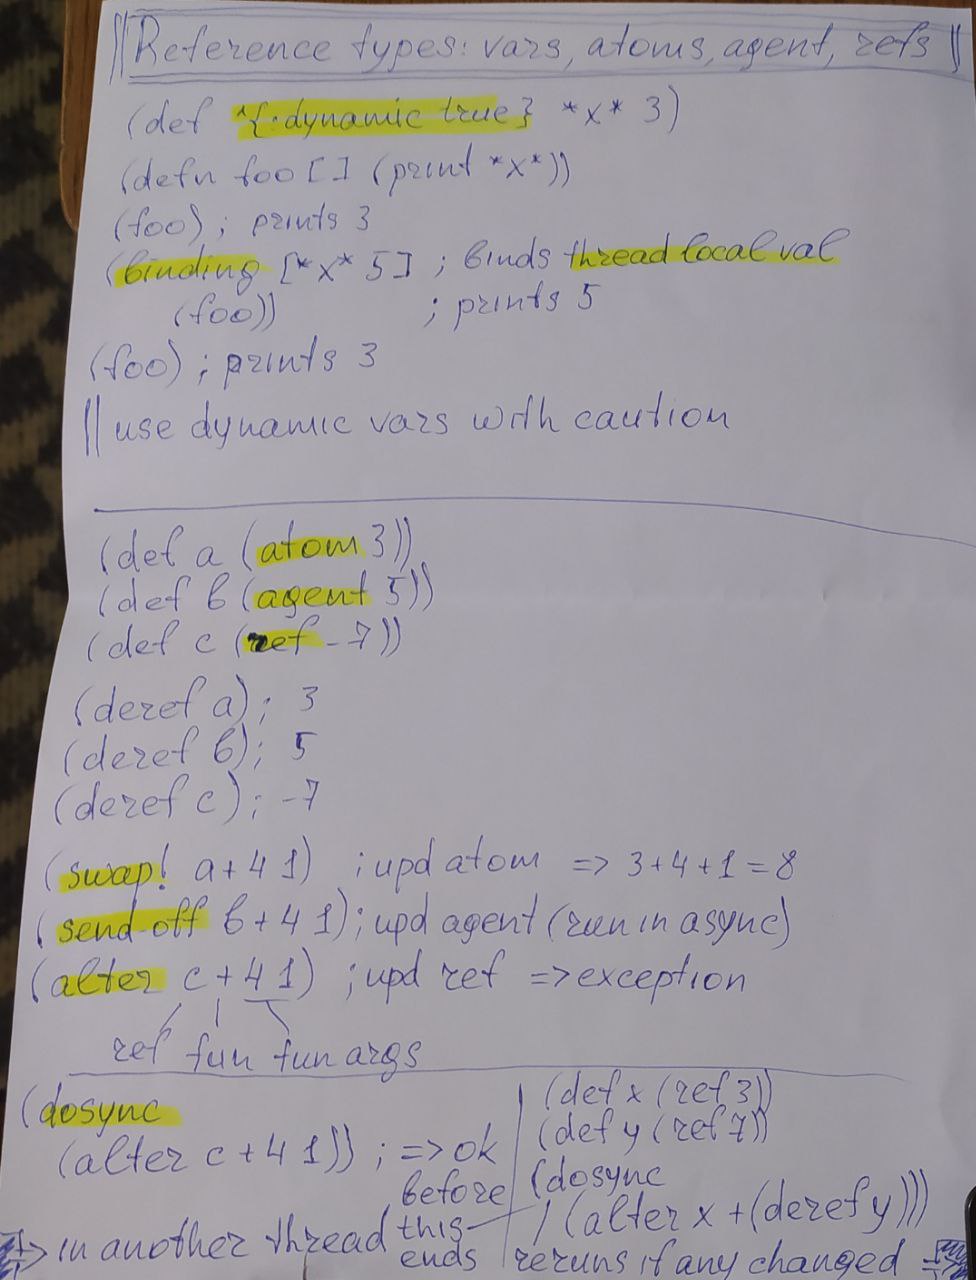 Reference types: vars, atoms, agent, refs
(def ^{:dynamic true} *x* 3)
(defn foo [] (print *x*))
(foo); prints 3
(binding [*x* 5] ; binds thread local val
(foo)) ; prints 5
(foo); prints 3
use dynamic vars with caution
(def a (atom 3))
(def b (agent 5))
(def c (ref -7))
(deref a); 3
(deref b); 5
(deref c); -7
(swap! a + 4 1) ; upd atom => 3+4+1=8
(send-off b + 4 1); upd agent (run in async)
(alter c + 4 1) ; upd ref => exception
ref fun fun args
(dosync
(alter c + 4 1)) ; => ok
(def x (ref 3))
(def y (ref 7))
(dosync
(alter x + (deref y)))
reruns if any changed =>
=> in another thread before this ends